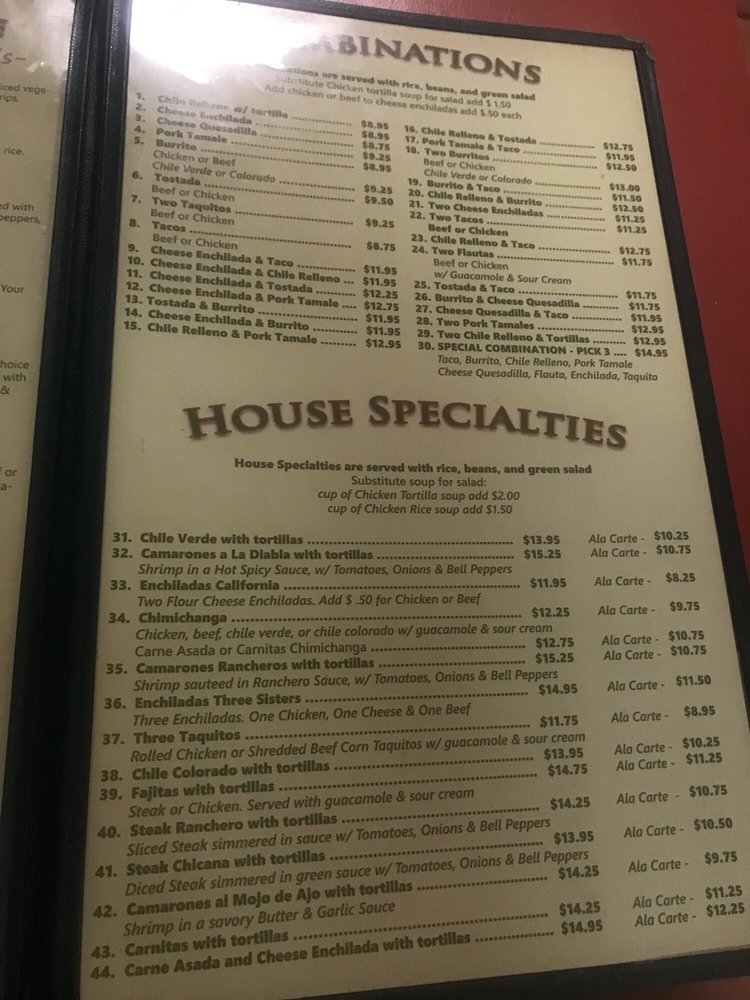 s~
iced vege-
rips.
rice.
ed with
peppers,
Your
hoice
with
&
f or
a-
BINATIONS
ations are served with rice, beans, and green salad
Substitute Chicken tortilla soup for salad add $ 1.50
Add chicken or beef to cheese enchiladas add $.50 each
1. Chile Relleno w/ tortilla ................ $8.95
2. Cheese Enchilada ........................ $8.95
3. Cheese Quesadilla ....................... $8.75
4. Pork Tamale ............................. $9.25
5. Burrito ................................. $8.95
Chicken or Beef
Chile Verde or Colorado .................... $9.25
6. Tostada ................................. $9.50
Beef or Chicken
7. Two Taquitos ............................ $9.25
Beef or Chicken
8. Tacos ................................... $8.75
Beef or Chicken
9. Cheese Enchilada & Taco ................. $11.95
10. Cheese Enchilada & Chile Relleno ... $11.95
11. Cheese Enchilada & Tostada ............. $12.25
12. Cheese Enchilada & Pork Tamale .... $12.75
13. Tostada & Burrito ...................... $11.95
14. Cheese Enchilada & Burrito ............ $11.95
15. Chile Relleno & Pork Tamale ......... $12.95
16. Chile Relleno & Tostada ............... $12.75
17. Pork Tamale & Taco .................... $11.95
18. Two Burritos .......................... $12.50
Beef or Chicken
Chile Verde or Colorado ................... $13.00
19. Burrito & Taco ........................ $11.50
20. Chile Relleno & Burrito ............... $12.50
21. Two Cheese Enchiladas ................. $11.25
22. Two Tacos ............................. $11.25
Beef or Chicken
23. Chile Relleno & Taco .................. $12.75
24. Two Flautas ........................... $11.75
Beef or Chicken
w/ Guacamole & Sour Cream
25. Tostada & Taco ........................ $11.75
26. Burrito & Cheese Quesadilla ........... $11.75
27. Cheese Quesadilla & Taco .............. $11.95
28. Two Pork Tamales ...................... $12.95
29. Two Chile Relleno & Tortillas ......... $12.95
30. SPECIAL COMBINATION - PICK 3 .... $14.95
Taco, Burrito, Chile Relleno, Pork Tamale
Cheese Quesadilla, Flauta, Enchilada, Taquito
HOUSE SPECIALTIES
House Specialties are served with rice, beans, and green salad
Substitute soup for salad:
cup of Chicken Tortilla soup add $2.00
cup of Chicken Rice soup add $1.50
31. Chile Verde with tortillas ........................ $13.95 Ala Carte - $10.25
32. Camarones a La Diabla with tortillas .............. $15.25 Ala Carte - $10.75
Shrimp in a Hot Spicy Sauce, w/ Tomatoes, Onions & Bell Peppers
33. Enchiladas California ............................. $11.95 Ala Carte - $8.25
Two Flour Cheese Enchiladas. Add $ .50 for Chicken or Beef
34. Chimichanga ....................................... $12.25 Ala Carte - $9.75
Chicken, beef, chile verde, or chile colorado w/ guacamole & sour cream
Carne Asada or Carnitas Chimichanga ................... $12.75 Ala Carte - $10.75
35. Camarones Rancheros with tortillas ................ $15.25 Ala Carte - $10.75
Shrimp sauteed in Ranchero Sauce, w/ Tomatoes, Onions & Bell Peppers
36. Enchiladas Three Sisters .......................... $14.95 Ala Carte - $11.50
Three Enchiladas. One Chicken, One Cheese & One Beef
37. Three Taquitos .................................... $11.75 Ala Carte - $8.95
Rolled Chicken or Shredded Beef Corn Taquitos w/ guacamole & sour cream
38. Chile Colorado with tortillas ..................... $13.95 Ala Carte - $10.25
39. Fajitas with tortillas ............................ $14.75 Ala Carte - $11.25
Steak or Chicken. Served with guacamole & sour cream
40. Steak Ranchero with tortillas ..................... $14.25 Ala Carte - $10.75
Sliced Steak simmered in sauce w/ Tomatoes, Onions & Bell Peppers
41. Steak Chicana with tortillas ...................... $13.95 Ala Carte - $10.50
Diced Steak simmered in green sauce w/ Tomatoes, Onions & Bell Peppers
42. Camarones al Mojo de Ajo with tortillas ........... $14.25 Ala Carte - $9.75
Shrimp in a savory Butter & Garlic Sauce
43. Carnitas with tortillas ........................... $14.25 Ala Carte - $11.25
44. Carne Asada and Cheese Enchilada with tortillas ................. $14.95 Ala Carte - $12.25